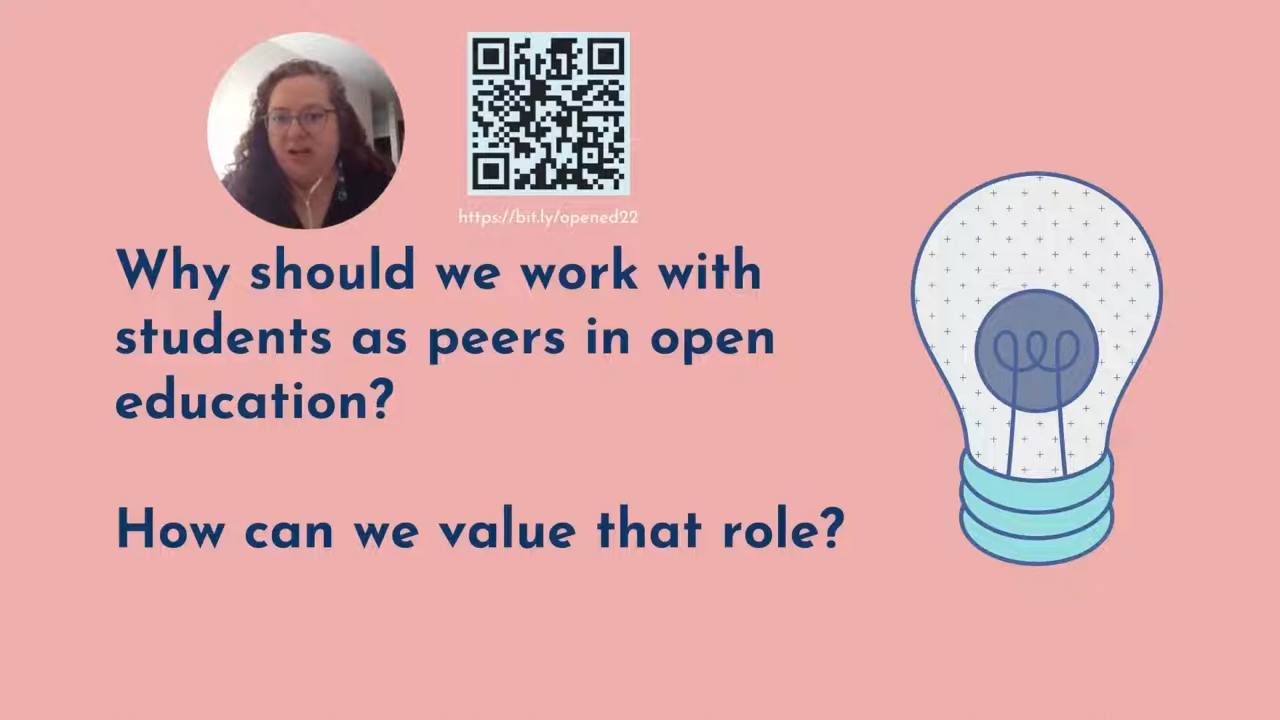 https://bit.ly/opened22
Why should we work with
students as peers in open
education?
How can we value that role?